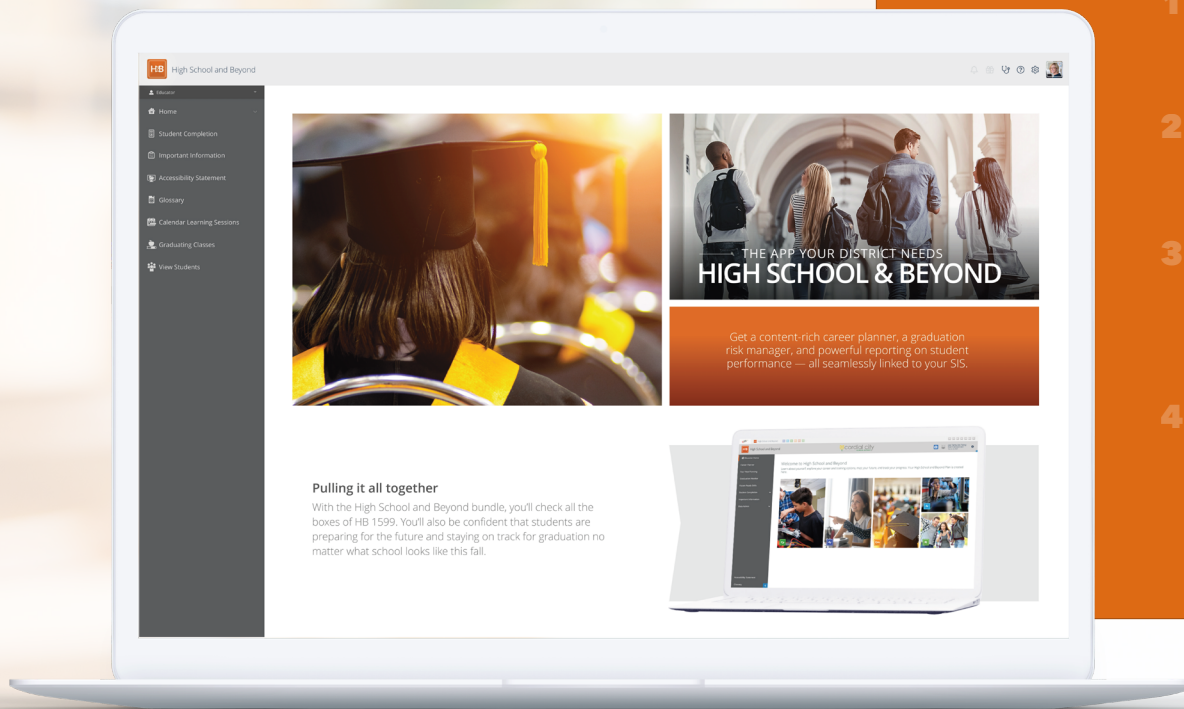 HB High School and Beyond
Educator
Home
Student Completion
Important Information
Accessibility Statement
Glossary
Calendar Learning Sessions
Graduating Classes
View Students
THE APP YOUR DISTRICT NEEDS
HIGH SCHOOL & BEYOND
Get a content-rich career planner, a graduation
risk manager, and powerful reporting on student
performance — all seamlessly linked to your SIS.
Pulling it all together
With the High School and Beyond bundle, you'll check all the
boxes of HB 1599. You'll also be confident that students are
preparing for the future and staying on track for graduation no
matter what school looks like this fall.
High School and Beyond
Welcome to High School and Beyond
1
2
3
4